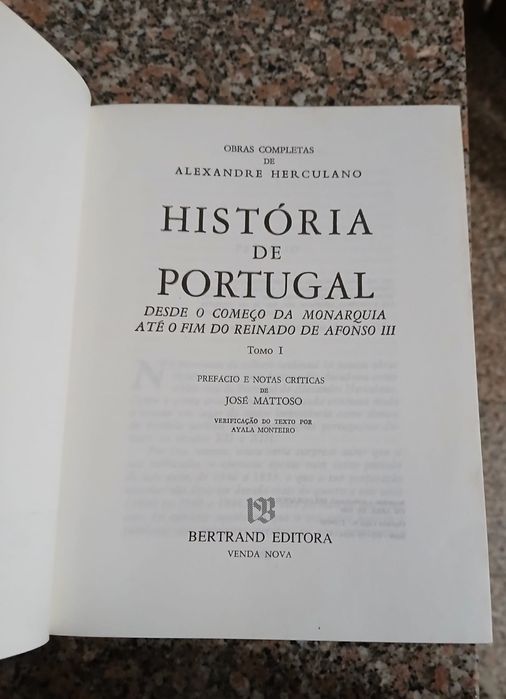 OBRAS COMPLETAS
DE
ALEXANDRE HERCULANO
HISTÓRIA
DE
PORTUGAL
DESDE O COMEÇO DA MONARQUIA
ATÉ O FIM DO REINADO DE AFONSO III
TOMO I
PREFÁCIO E NOTAS CRÍTICAS
DE
JOSÉ MATTOSO
VERIFICAÇÃO DO TEXTO POR
AYALA MONTEIRO
BERTRAND EDITORA
VENDA NOVA